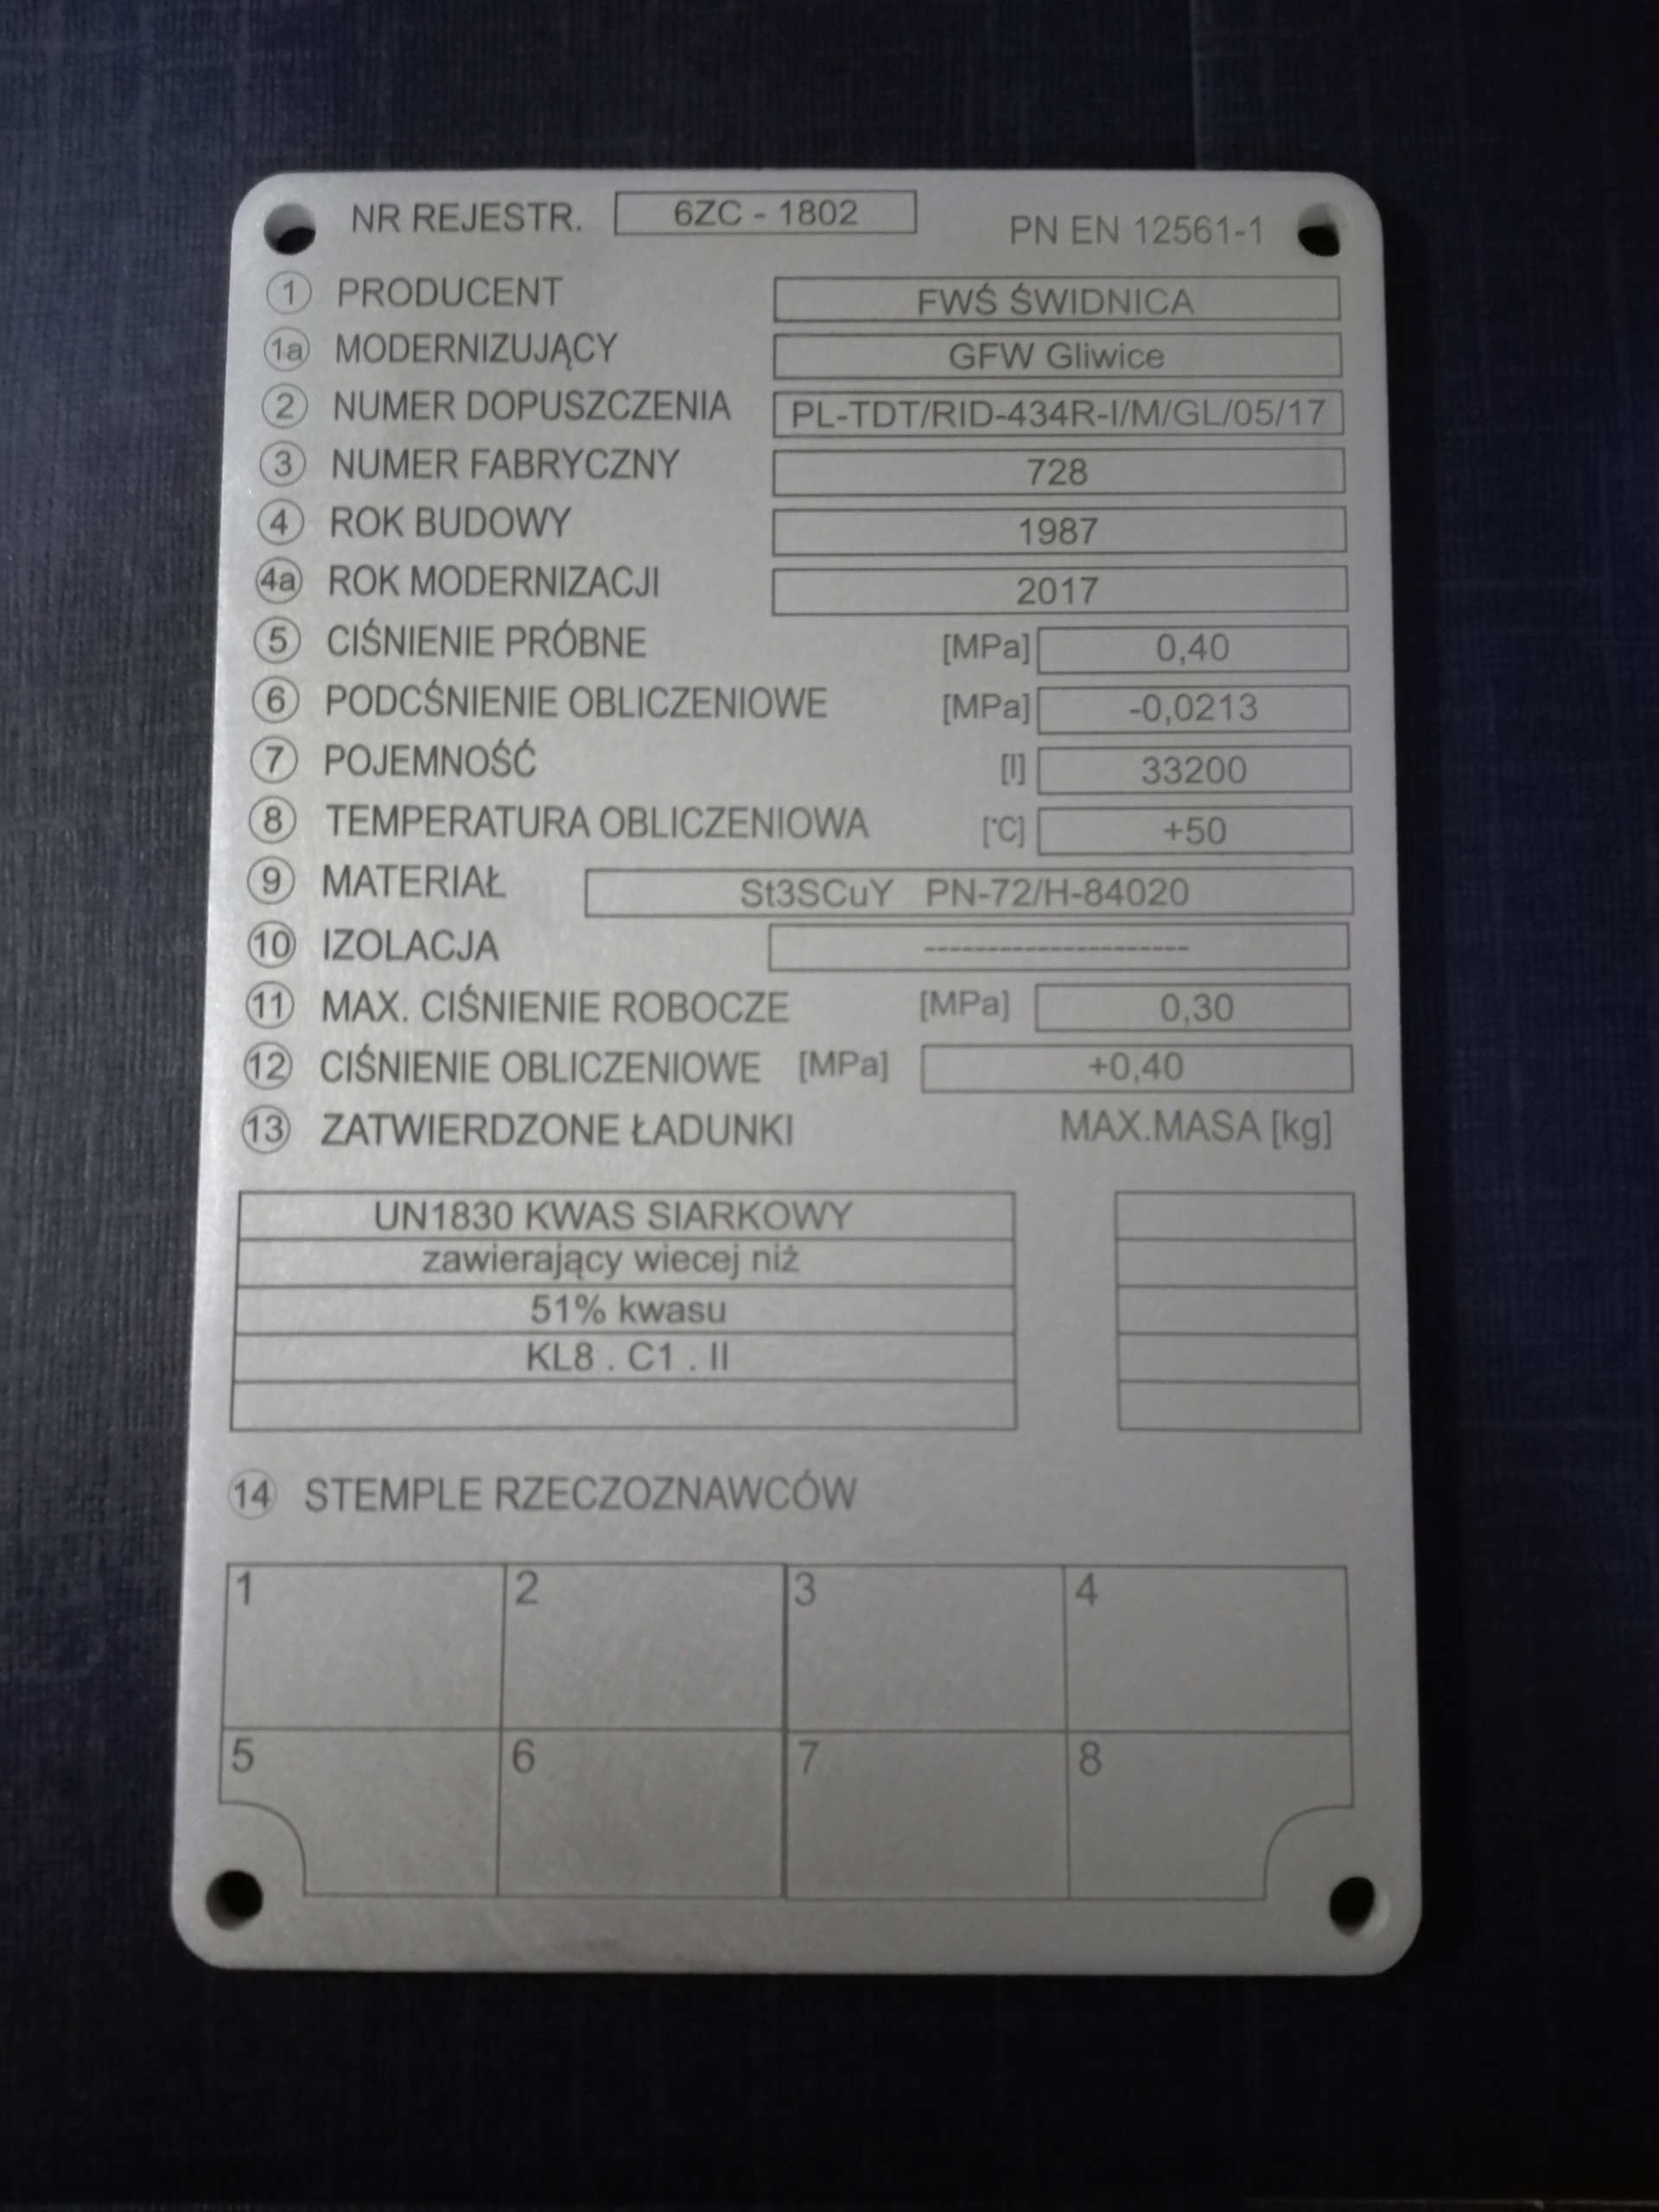 NR REJESTR. 6ZC - 1802 PN EN 12561-1
1 PRODUCENT FWŚ ŚWIDNICA
1a MODERNIZUJĄCY GFW Gliwice
2 NUMER DOPUSZCZENIA PL-TDT/RID-434R-I/M/GL/05/17
3 NUMER FABRYCZNY 728
4 ROK BUDOWY 1987
4a ROK MODERNIZACJI 2017
5 CIŚNIENIE PRÓBNE [MPa] 0,40
6 PODCŚNIENIE OBLICZENIOWE [MPa] -0,0213
7 POJEMNOŚĆ [l] 33200
8 TEMPERATURA OBLICZENIOWA [°C] +50
9 MATERIAŁ St3SCuY PN-72/H-84020
10 IZOLACJA ---------------------
11 MAX. CIŚNIENIE ROBOCZE [MPa] 0,30
12 CIŚNIENIE OBLICZENIOWE [MPa] +0,40
13 ZATWIERDZONE ŁADUNKI MAX.MASA [kg]
UN1830 KWAS SIARKOWY
zawierający wiecej niż
51% kwasu
KL8 . C1 . II
14 STEMPLE RZECZOZNAWCÓW
1 2 3 4
5 6 7 8